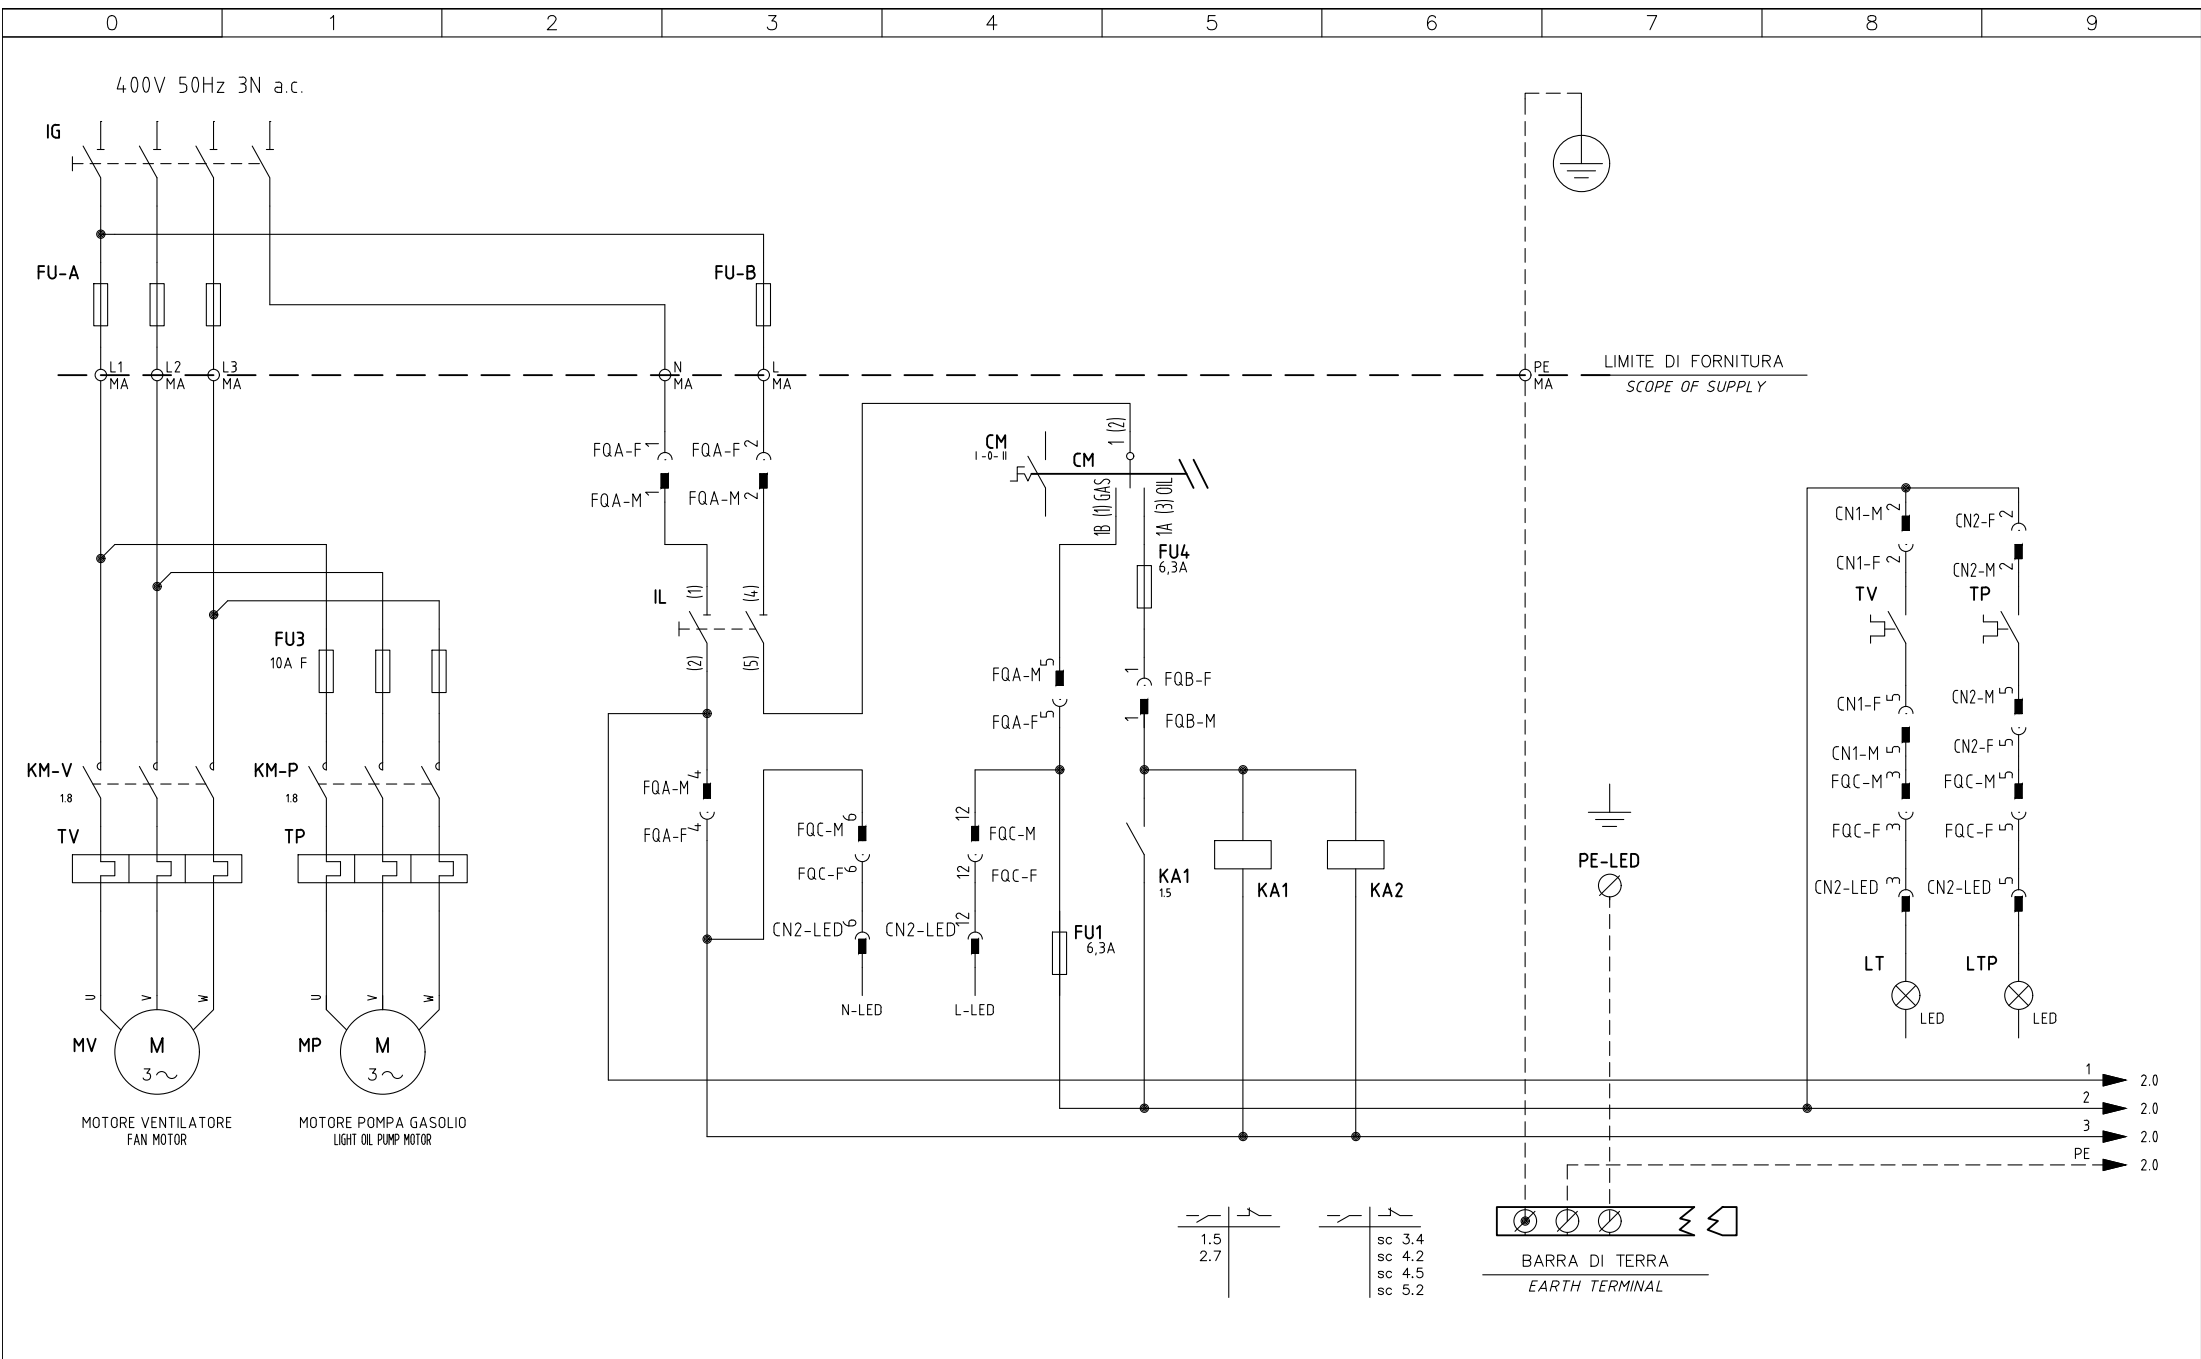 0 1 2 3 4 5 6 7 8 9
400V 50Hz 3N a.c.
IG
FU-A
FU-B
L1
MA
L2
MA
L3
MA
N
MA
L
MA
PE
MA
LIMITE DI FORNITURA
SCOPE OF SUPPLY
FQA-F 1
FQA-M 1
FQA-F 2
FQA-M 2
CM
I-0-II
CM
1 (2)
1B (1) GAS
1A (3) OIL
FU4
6,3A
CN1-M 2
CN1-F 2
CN2-F 2
CN2-M 2
TV
TP
IL
(1)
(4)
(2)
(5)
FU3
10A F
FQA-M 5
FQA-F 5
1 FQB-F
1 FQB-M
CN1-F 5
CN1-M 5
CN2-M 5
CN2-F 5
KM-V
1.8
KM-P
1.8
FQA-M 4
FQA-F 4
FQC-M 6
FQC-F 6
12 FQC-M
12 FQC-F
FQC-M 3
FQC-F 3
FQC-M 5
FQC-F 5
TV
TP
KA1
1.5
KA1
KA2
PE-LED
CN2-LED 6
CN2-LED 12
FU1
6,3A
CN2-LED 3
CN2-LED 5
N-LED
L-LED
LT
LED
LTP
LED
U V W
U V W
MV
M
3~
MP
M
3~
MOTORE VENTILATORE
FAN MOTOR
MOTORE POMPA GASOLIO
LIGHT OIL PUMP MOTOR
1 2.0
2 2.0
3 2.0
PE 2.0
1.5
2.7
sc 3.4
sc 4.2
sc 4.5
sc 5.2
BARRA DI TERRA
EARTH TERMINAL